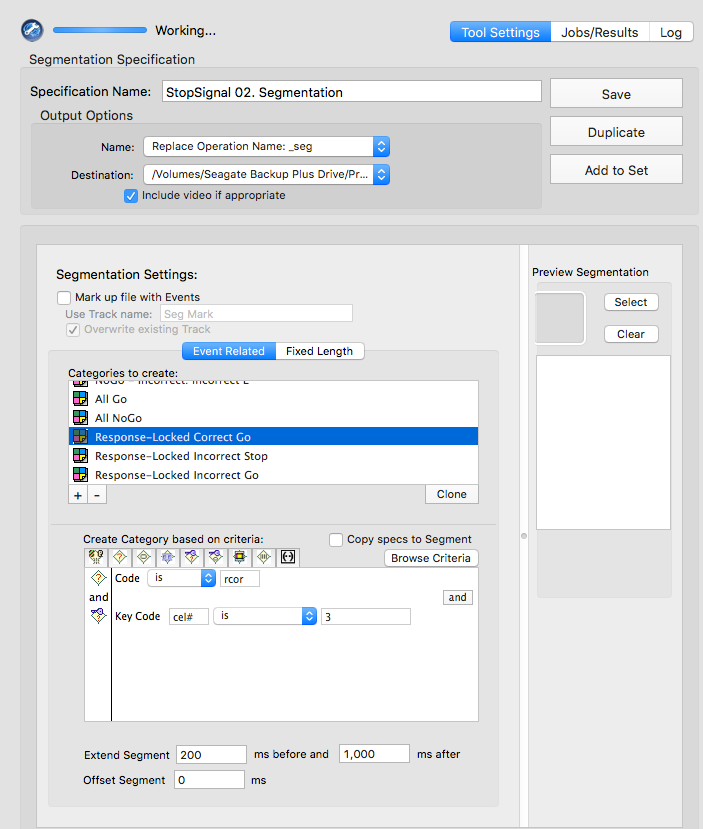 Working...
Tool Settings Jobs/Results Log
Segmentation Specification
Specification Name: StopSignal 02. Segmentation
Save
Output Options
Duplicate
Name: Replace Operation Name: _seg
Add to Set
Destination: /Volumes/Seagate Backup Plus Drive/Pr...
Include video if appropriate
Segmentation Settings:
Preview Segmentation
Mark up file with Events
Select
Use Track name: Seg Mark
Overwrite existing Track
Clear
Event Related Fixed Length
Categories to create:
NoGo - Incorrect: Incorrect E
All Go
All NoGo
Response-Locked Correct Go
Response-Locked Incorrect Stop
Response-Locked Incorrect Go
+ - Clone
Create Category based on criteria: Copy specs to Segment
Browse Criteria
Code is rcor
and and
Key Code cel# is 3
Extend Segment 200 ms before and 1,000 ms after
Offset Segment 0 ms